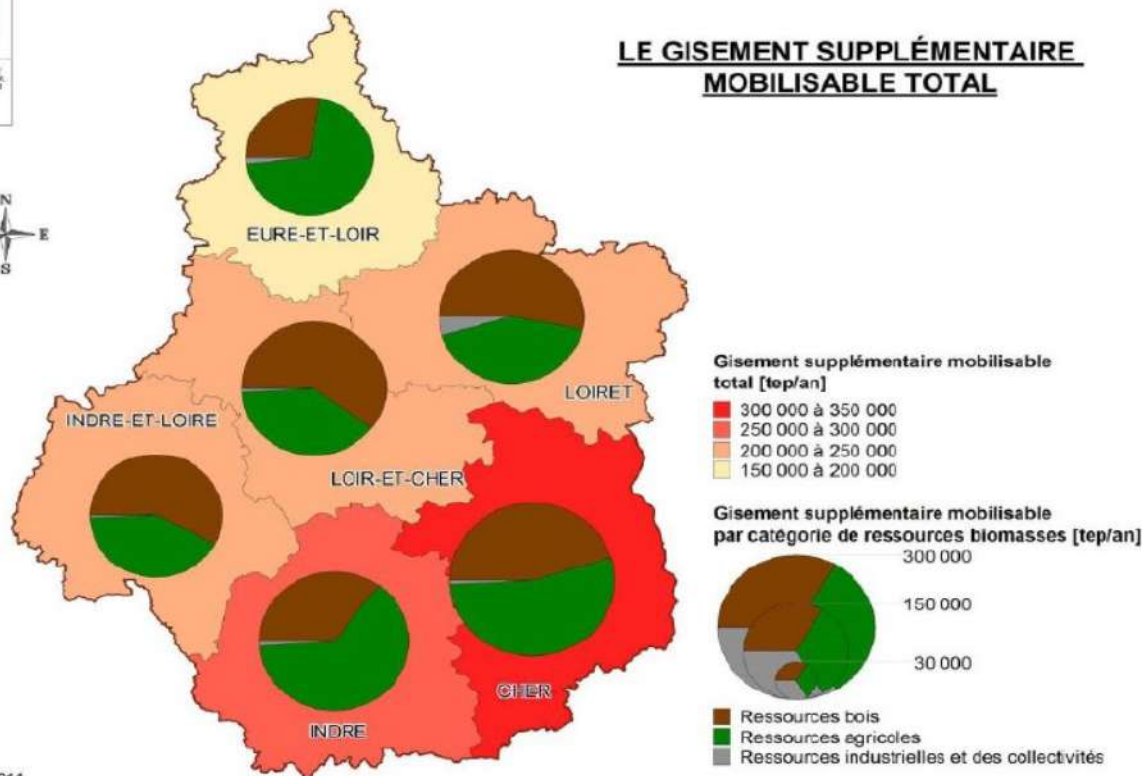 LE GISEMENT SUPPLÉMENTAIRE
MOBILISABLE TOTAL
N
E
S
EURE-ET-LOIR
LOIRET
INDRE-ET-LOIRE
LOIR-ET-CHER
CHER
INDRE
Gisement supplémentaire mobilisable
total [tep/an]
300 000 à 350 000
250 000 à 300 000
200 000 à 250 000
150 000 à 200 000
Gisement supplémentaire mobilisable
par catégorie de ressources biomasses [tep/an]
300 000
150 000
30 000
Ressources bois
Ressources agricoles
Ressources industrielles et des collectivités